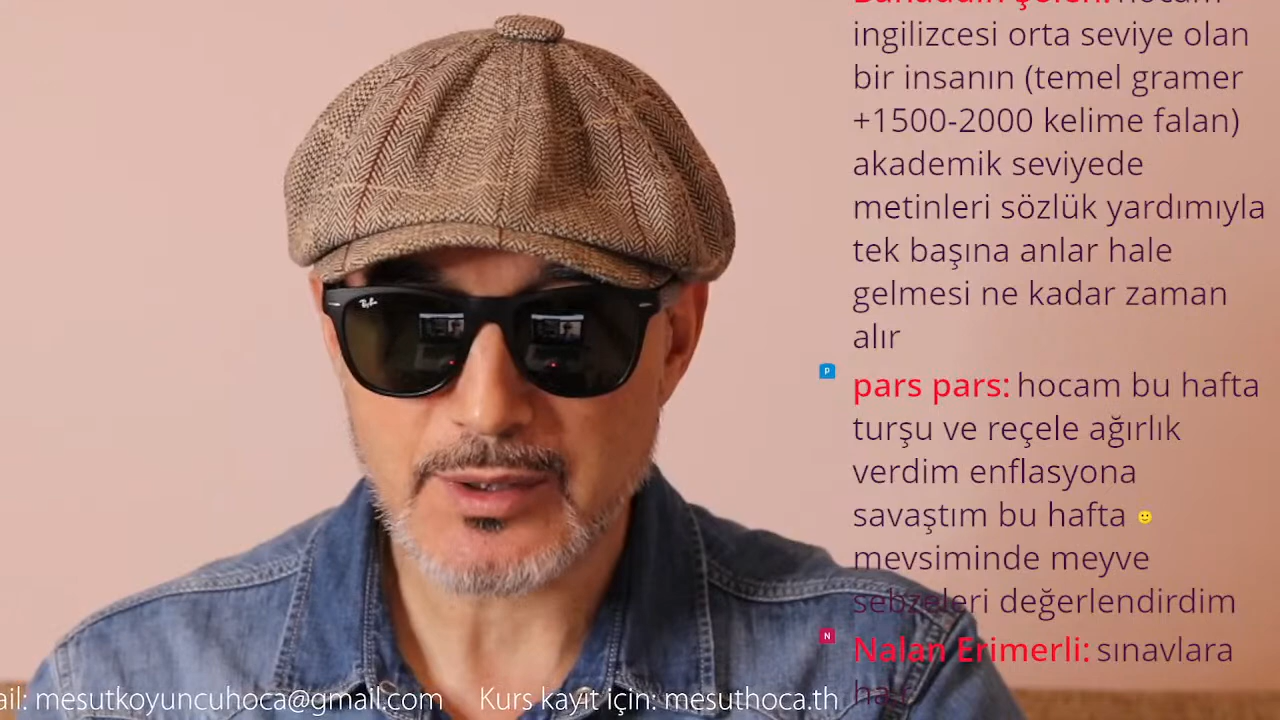 ingilizcesi orta seviye olan
bir insanın (temel gramer
+1500-2000 kelime falan)
akademik seviyede
metinleri sözlük yardımıyla
tek başına anlar hale
gelmesi ne kadar zaman
alır
P
pars pars: hocam bu hafta
turşu ve reçele ağırlık
verdim enflasyona
savaştım bu hafta 🙂
mevsiminde meyve
sebzeleri değerlendirdim
N
Nalan Erimerli: sınavlara
ail: mesutkoyuncuhoca@gmail.com Kurs kayıt için: mesuthoca.th
Ray-Ban